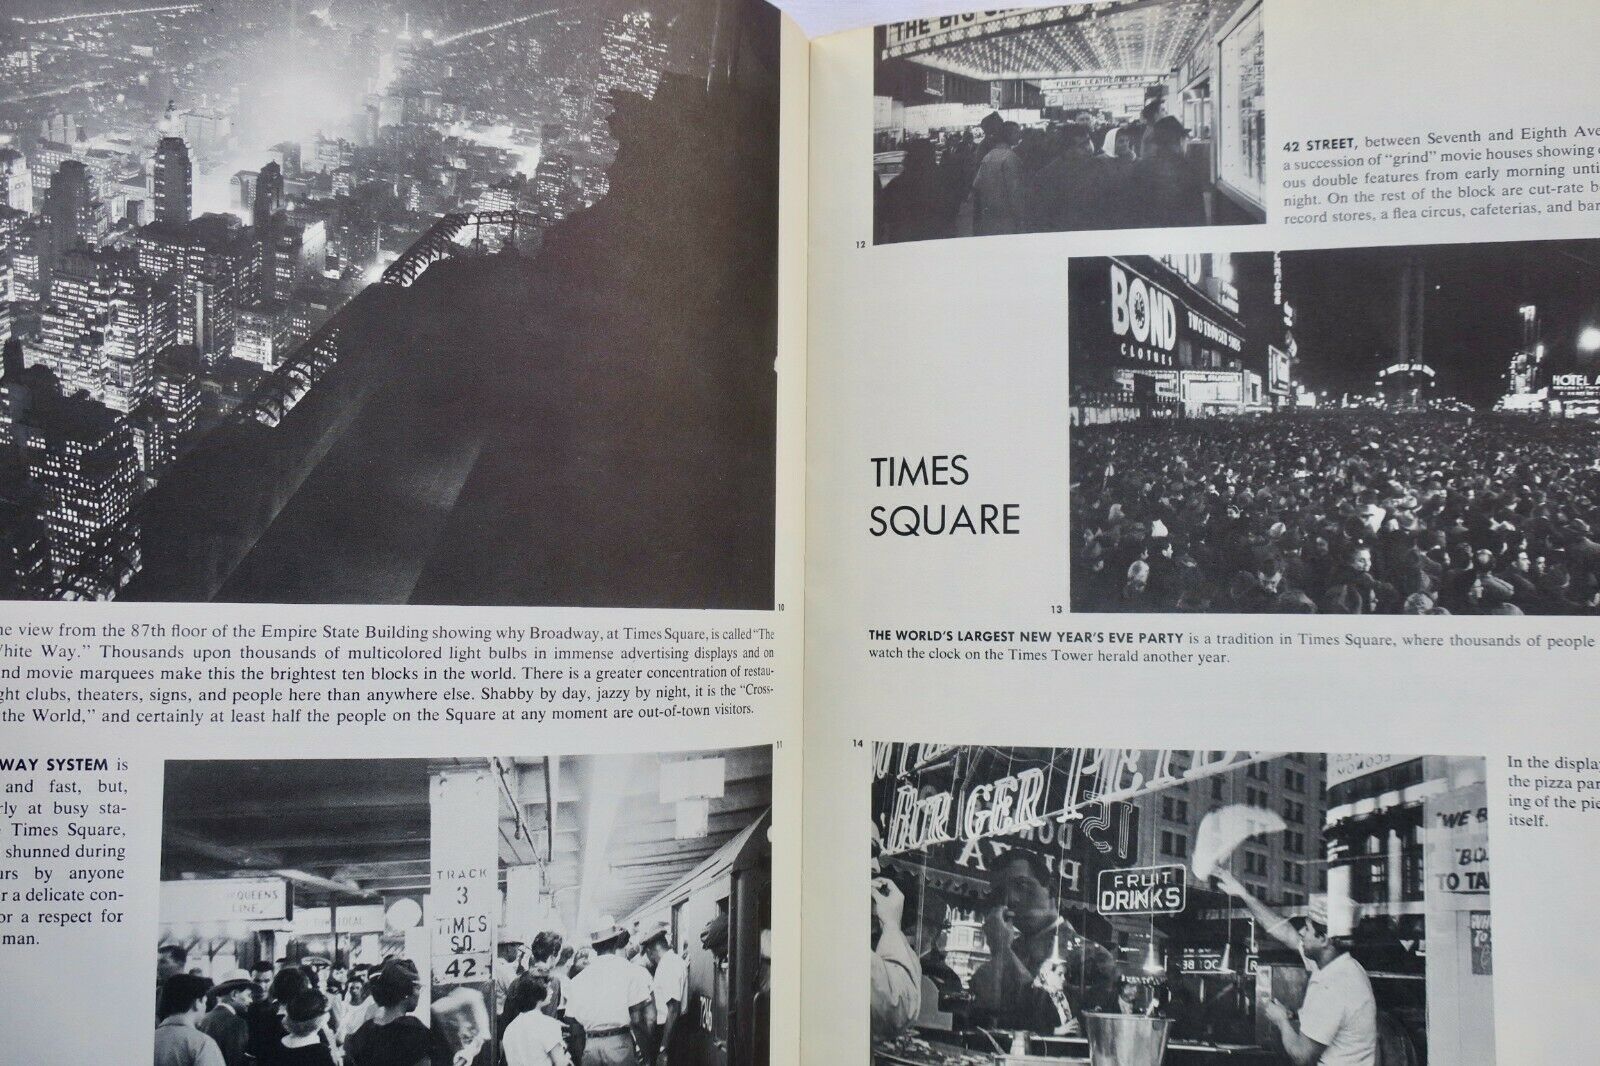 RCA
10
he view from the 87th floor of the Empire State Building showing why Broadway, at Times Square, is called "The
White Way." Thousands upon thousands of multicolored light bulbs in immense advertising displays and on
nd movie marquees make this the brightest ten blocks in the world. There is a greater concentration of restau-
ght clubs, theaters, signs, and people here than anywhere else. Shabby by day, jazzy by night, it is the "Cross-
the World," and certainly at least half the people on the Square at any moment are out-of-town visitors.
WAY SYSTEM is
and fast, but,
rly at busy sta-
Times Square,
shunned during
urs by anyone
r a delicate con-
or a respect for
man.
11
QUEENS
LINE
LOCAL
TRACK
3
TIMES
SQ.
42
THE BIG
FLYING LEATHERNECKS
12
42 STREET, between Seventh and Eighth Ave
a succession of "grind" movie houses showing
ous double features from early morning unti
night. On the rest of the block are cut-rate b
record stores, a flea circus, cafeterias, and bar
BOND
CLOTHES
TWO TROUSER
HOTEL A
TIMES
SQUARE
13
THE WORLD'S LARGEST NEW YEAR'S EVE PARTY is a tradition in Times Square, where thousands of people
watch the clock on the Times Tower herald another year.
14
FRUIT
DRINKS
"WE B
"BO
TO TA
In the display
the pizza par
ing of the pie
itself.